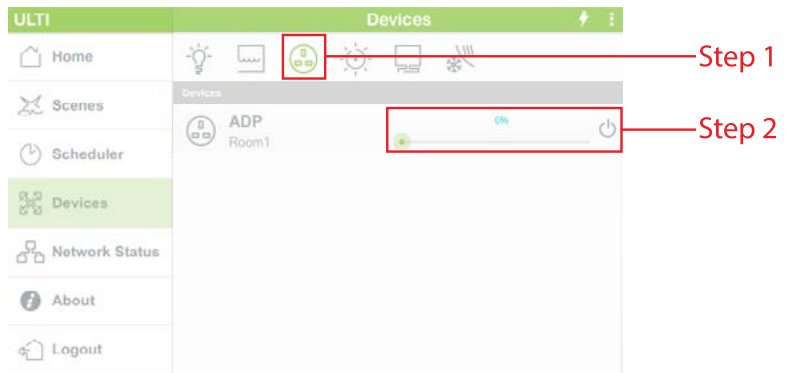 ULTI
Devices
Home
Scenes
Scheduler
Devices
Network Status
About
Logout
Devices
ADP
Room1
0%
Step 1
Step 2